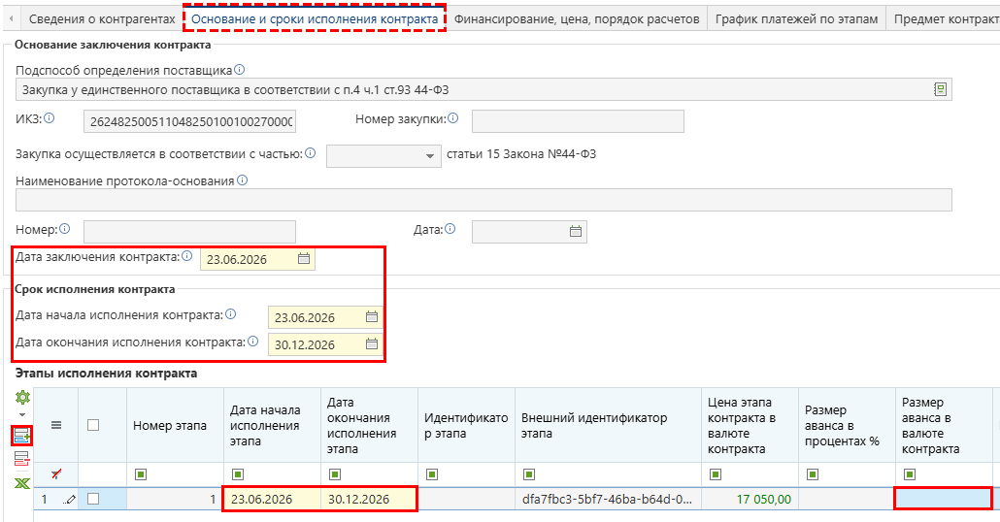 Сведения о контрагентах Основание и сроки исполнения контракта Финансирование, цена, порядок расчетов График платежей по этапам Предмет контракт
Основание заключения контракта
Подспособ определения поставщика
Закупка у единственного поставщика в соответствии с п.4 ч.1 ст.93 44-ФЗ
ИКЗ: Номер закупки:
Закупка осуществляется в соответствии с частью: статьи 15 Закона №44-ФЗ
Наименование протокола-основания
Номер: Дата:
Дата заключения контракта: 23.06.2026
Срок исполнения контракта
Дата начала исполнения контракта: 23.06.2026
Дата окончания исполнения контракта: 30.12.2026
Этапы исполнения контракта
Номер этапа
Дата начала
исполнения
этапа
Дата
окончания
исполнения
этапа
Идентификато
р этапа
Внешний идентификатор
этапа
Цена этапа
контракта в
валюте
контракта
Размер
аванса в
процентах %
Размер
аванса в
валюте
контракта
1 1 23.06.2026 30.12.2026 dfa7fbc3-5bf7-46ba-b64d-0... 17 050,00